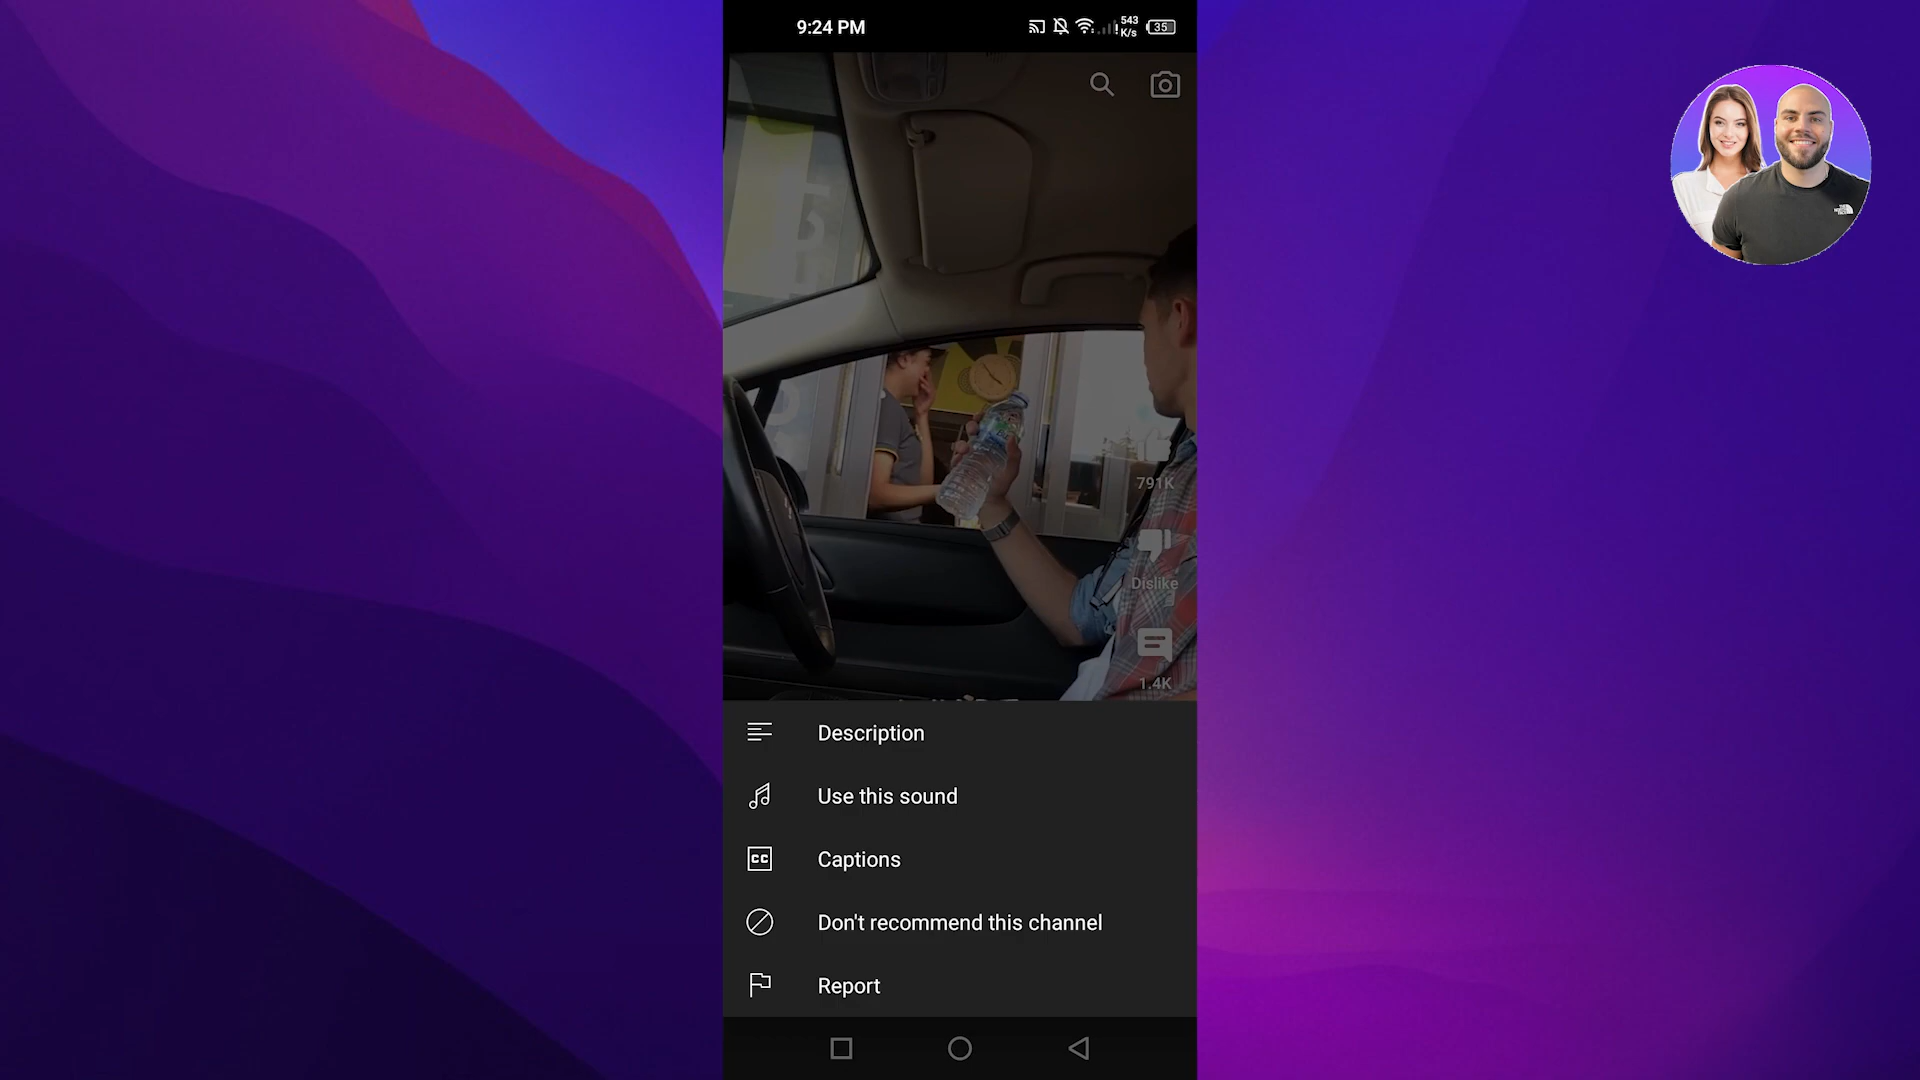 9:24 PM
543
K/s
35
791K
Dislike
1.4K
Description
Use this sound
CC
Captions
Don't recommend this channel
Report